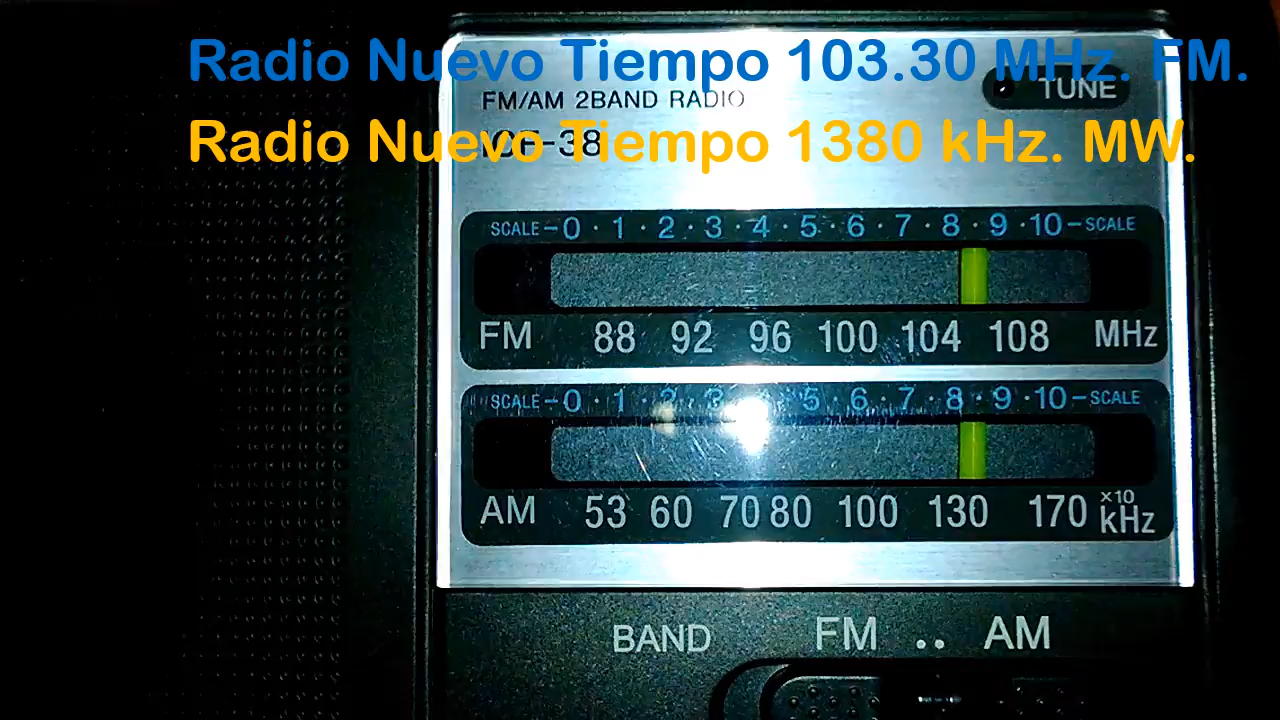 Radio Nuevo Tiempo 103.30 MHz. FM.
TUNE
FM/AM 2BAND RADIO
Radio Nuevo Tiempo 1380 kHz. MW.
ICF-38
SCALE-0 · 1 · 2 · 3 · 4 · 5 · 6 · 7 · 8 · 9 · 10-SCALE
FM 88 92 96 100 104 108 MHz
SCALE-0 · 1 · 2 · 3 · 5 · 6 · 7 · 8 · 9 · 10-SCALE
AM 53 60 70 80 100 130 170 x10 kHz
BAND FM •• AM